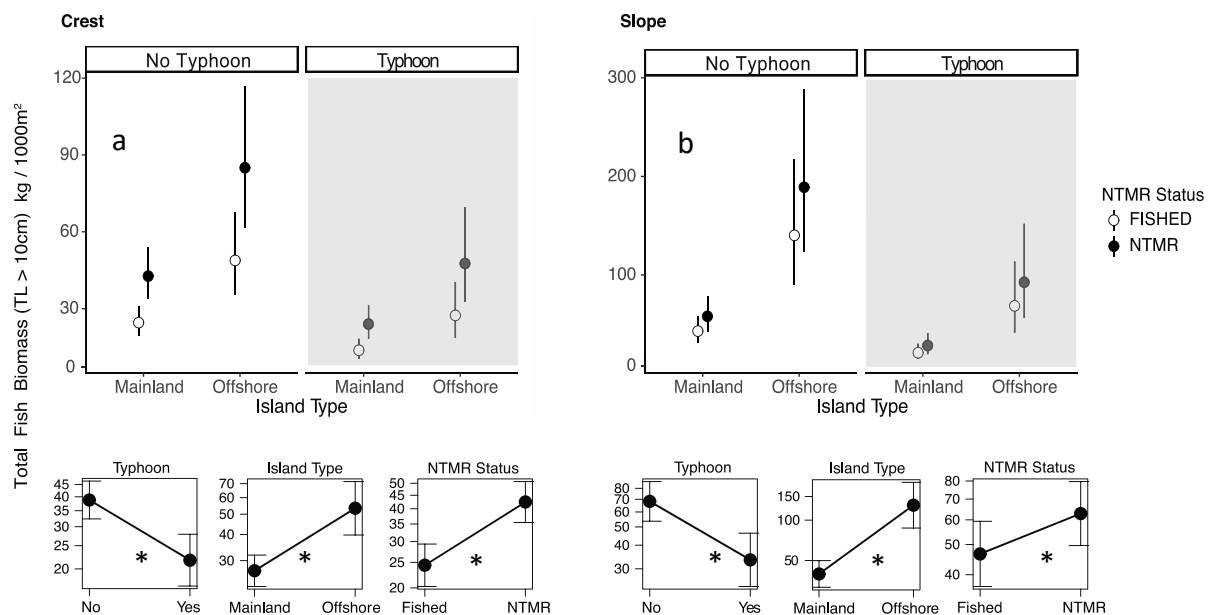 Crest
Slope
Total Fish Biomass (TL > 10cm) kg / 1000m²
No Typhoon
Typhoon
120
90
60
30
0
a
Mainland
Offshore
Mainland
Offshore
Island Type
No Typhoon
Typhoon
300
200
100
0
b
Mainland
Offshore
Mainland
Offshore
Island Type
NTMR Status
FISHED
NTMR
Typhoon
45
40
35
30
25
20
*
No
Yes
Island Type
70
60
50
40
30
*
Mainland
Offshore
NTMR Status
50
45
40
35
30
25
20
*
Fished
NTMR
Typhoon
80
70
60
50
40
30
*
No
Yes
Island Type
150
100
50
*
Mainland
Offshore
NTMR Status
80
70
60
50
40
*
Fished
NTMR